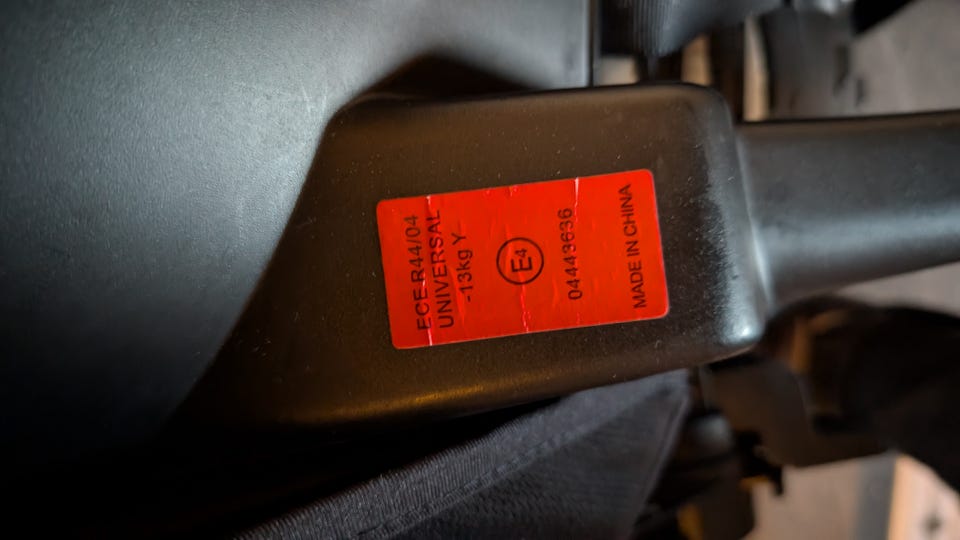 ECE-R44/04
UNIVERSAL
-13kg Y
E4
04443636
MADE IN CHINA